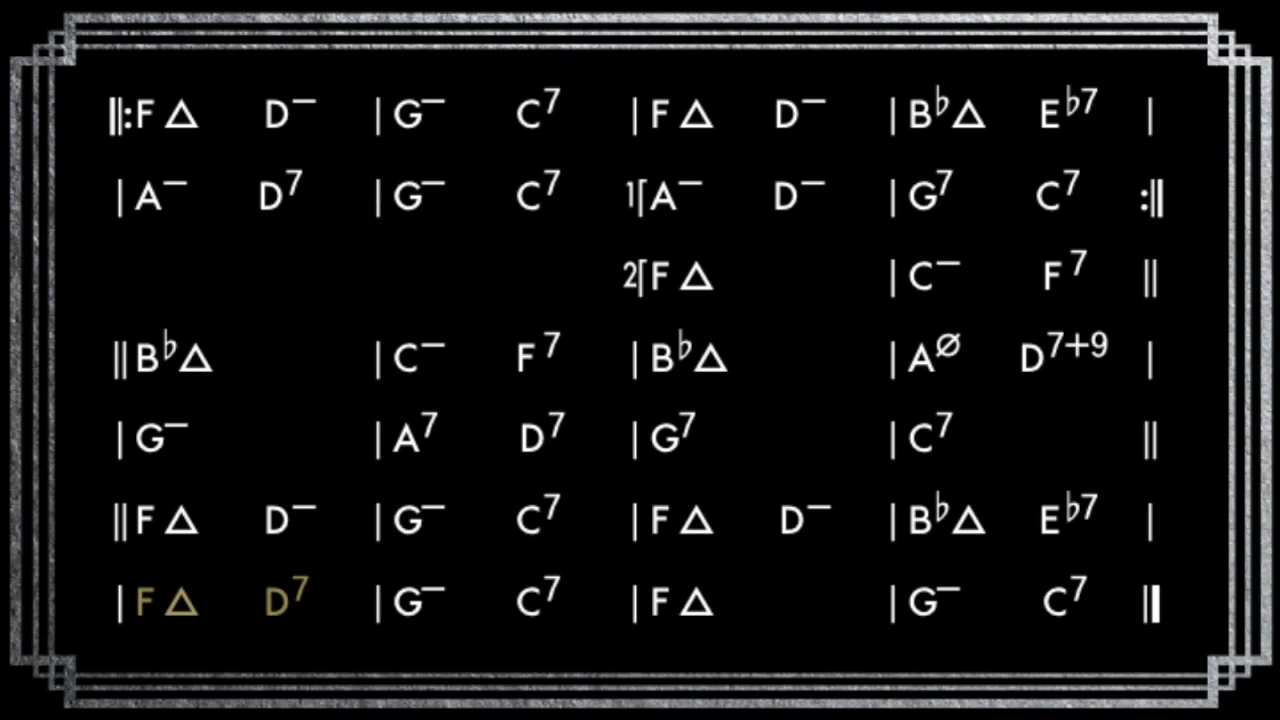 ‖:F△ D– | G– C7 | F△ D– | B♭△ E♭7 |
| A– D7 | G– C7 1[ A– D– | G7 C7 :‖
2[ F△ | C– F7 ‖
‖ B♭△ | C– F7 | B♭△ | AØ D7+9 |
| G– | A7 D7 | G7 | C7 ‖
‖ F△ D– | G– C7 | F△ D– | B♭△ E♭7 |
| F△ D7 | G– C7 | F△ | G– C7 ‖